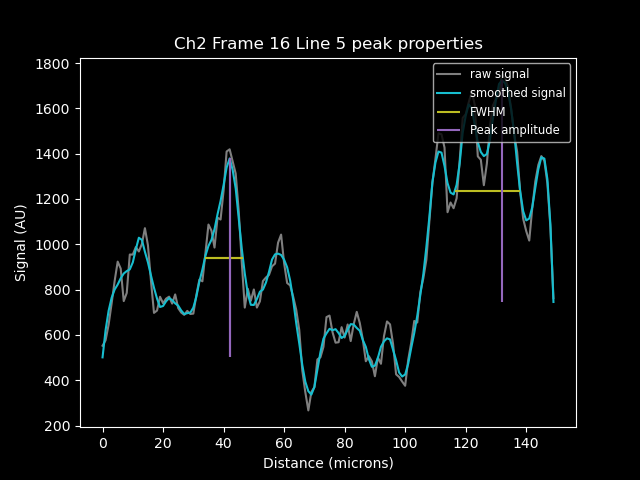 Ch2 Frame 16 Line 5 peak properties
raw signal
smoothed signal
FWHM
Peak amplitude
Signal (AU)
1800
1600
1400
1200
1000
800
600
400
200
0 20 40 60 80 100 120 140
Distance (microns)